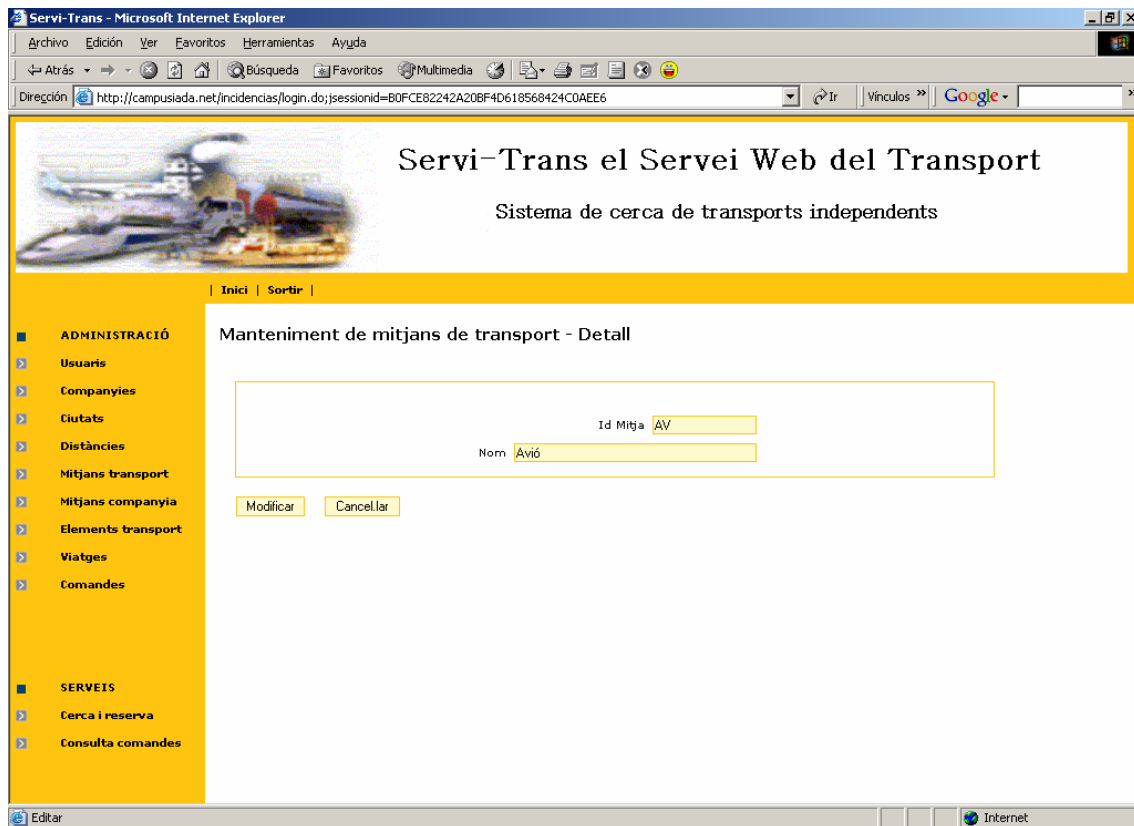 Servi-Trans - Microsoft Internet Explorer
Archivo Edición Ver Favoritos Herramientas Ayuda
Atrás Búsqueda Favoritos Multimedia
Dirección http://campusiada.net/incidencias/login.do;jsessionid=B0FCE82242A20BF4D618568424C0AEE6 Ir Vínculos » Google »
Servi-Trans el Servei Web del Transport
Sistema de cerca de transports independents
| Inici | Sortir |
ADMINISTRACIÓ
Usuaris
Companyies
Ciutats
Distàncies
Mitjans transport
Mitjans companyia
Elements transport
Viatges
Comandes
SERVEIS
Cerca i reserva
Consulta comandes
Manteniment de mitjans de transport - Detall
Id Mitja AV
Nom Avió
Modificar Cancel.lar
Editar Internet